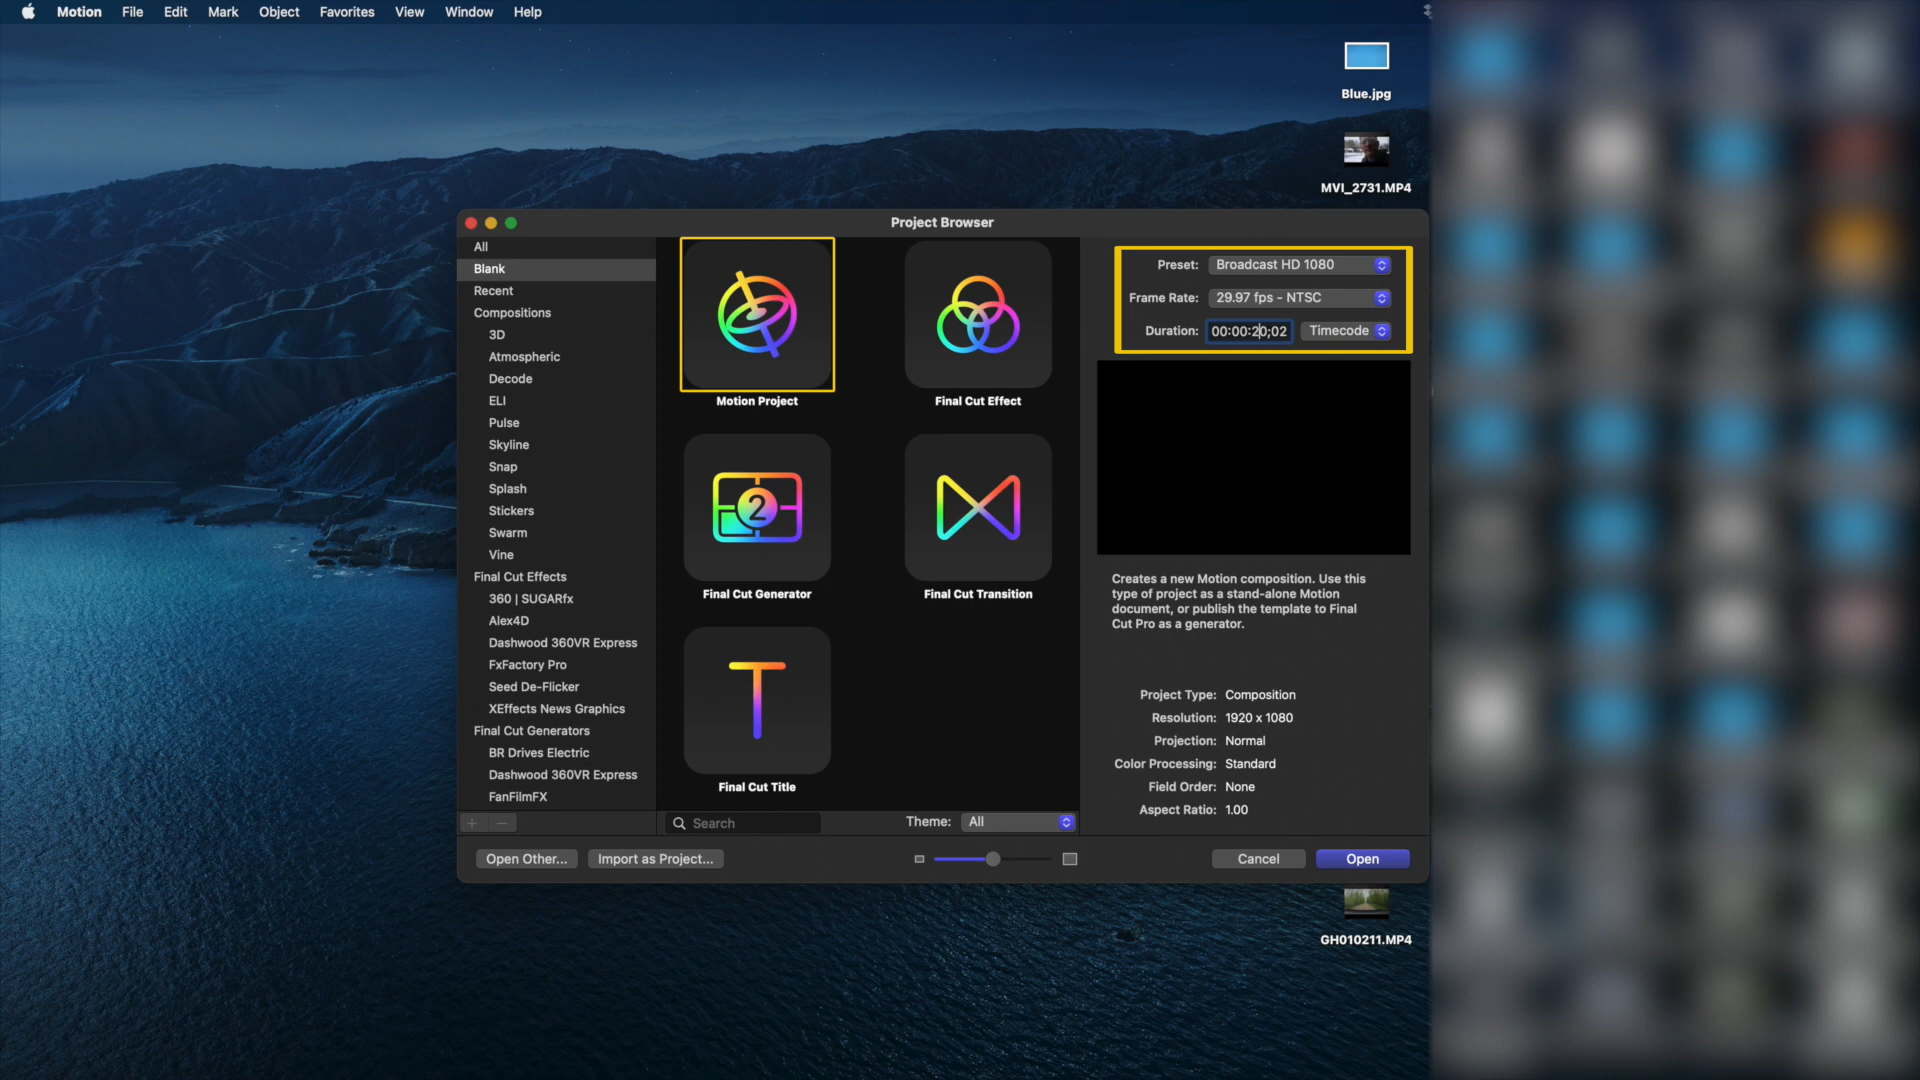 Motion File Edit Mark Object Favorites View Window Help
Blue.jpg
MVI_2731.MP4
Project Browser
All
Blank
Recent
Compositions
3D
Atmospheric
Decode
ELI
Pulse
Skyline
Snap
Splash
Stickers
Swarm
Vine
Final Cut Effects
360 | SUGARfx
Alex4D
Dashwood 360VR Express
FxFactory Pro
Seed De-Flicker
XEffects News Graphics
Final Cut Generators
BR Drives Electric
Dashwood 360VR Express
FanFilmFX
Motion Project
Final Cut Effect
2
Final Cut Generator
Final Cut Transition
T
Final Cut Title
Search
Theme: All
Preset: Broadcast HD 1080
Frame Rate: 29.97 fps - NTSC
Duration: 00:00:20;02 Timecode
Creates a new Motion composition. Use this
type of project as a stand-alone Motion
document, or publish the template to Final
Cut Pro as a generator.
Project Type: Composition
Resolution: 1920 x 1080
Projection: Normal
Color Processing: Standard
Field Order: None
Aspect Ratio: 1.00
Open Other... Import as Project...
Cancel Open
GH010211.MP4